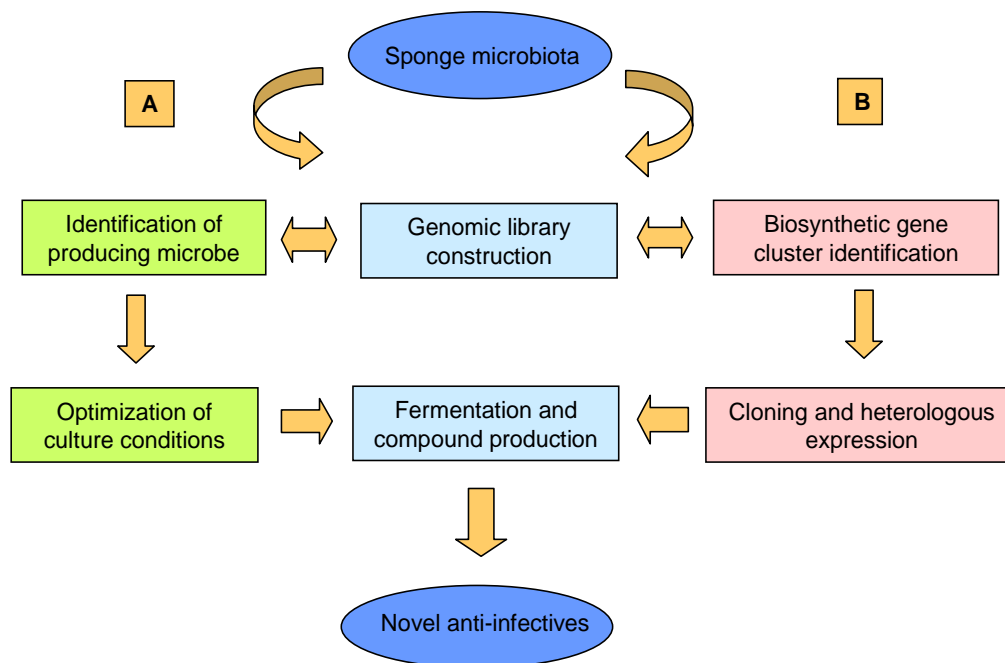 Sponge microbiota
A
B
Identification of
producing microbe
Genomic library
construction
Biosynthetic gene
cluster identification
Optimization of
culture conditions
Fermentation and
compound production
Cloning and heterologous
expression
Novel anti-infectives